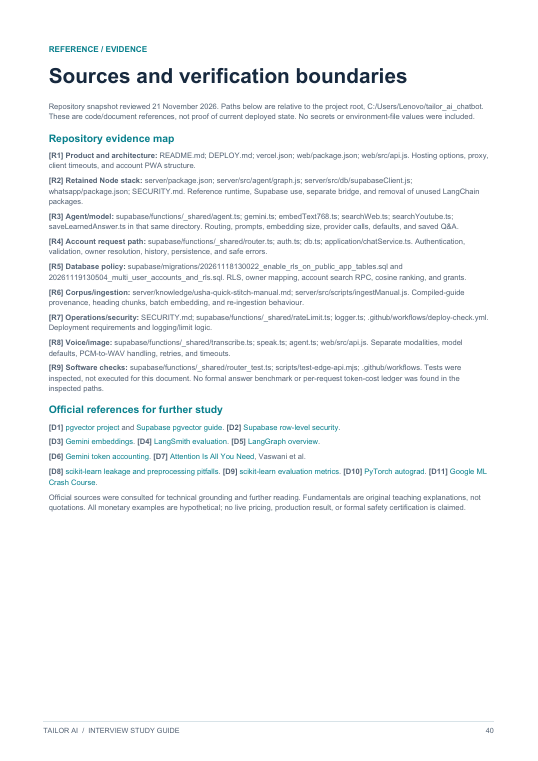 REFERENCE / EVIDENCE
Sources and verification boundaries
Repository snapshot reviewed 21 November 2026. Paths below are relative to the project root, C:/Users/Lenovo/tailor_ai_chatbot.
These are code/document references, not proof of current deployed state. No secrets or environment-file values were included.
Repository evidence map
[R1] Product and architecture: README.md; DEPLOY.md; vercel.json; web/package.json; web/src/api.js. Hosting options, proxy,
client timeouts, and account PWA structure.
[R2] Retained Node stack: server/package.json; server/src/agent/graph.js; server/src/db/supabaseClient.js;
whatsapp/package.json; SECURITY.md. Reference runtime, Supabase use, separate bridge, and removal of unused LangChain
packages.
[R3] Agent/model: supabase/functions/_shared/agent.ts; gemini.ts; embedText768.ts; searchWeb.ts; searchYoutube.ts;
saveLearnedAnswer.ts in that same directory. Routing, prompts, embedding size, provider calls, defaults, and saved Q&A.
[R4] Account request path: supabase/functions/_shared/router.ts; auth.ts; db.ts; application/chatService.ts. Authentication,
validation, owner resolution, history, persistence, and safe errors.
[R5] Database policy: supabase/migrations/20261118130022_enable_rls_on_public_app_tables.sql and
20261119130504_multi_user_accounts_and_rls.sql. RLS, owner mapping, account search RPC, cosine ranking, and grants.
[R6] Corpus/ingestion: server/knowledge/usha-quick-stitch-manual.md; server/src/scripts/ingestManual.js. Compiled-guide
provenance, heading chunks, batch embedding, and re-ingestion behaviour.
[R7] Operations/security: SECURITY.md; supabase/functions/_shared/rateLimit.ts; logger.ts; .github/workflows/deploy-check.yml.
Deployment requirements and logging/limit logic.
[R8] Voice/image: supabase/functions/_shared/transcribe.ts; speak.ts; agent.ts; web/src/api.js. Separate modalities, model
defaults, PCM-to-WAV handling, retries, and timeouts.
[R9] Software checks: supabase/functions/_shared/router_test.ts; scripts/test-edge-api.mjs; .github/workflows. Tests were
inspected, not executed for this document. No formal answer benchmark or per-request token-cost ledger was found in the
inspected paths.
Official references for further study
[D1] pgvector project and Supabase pgvector guide. [D2] Supabase row-level security.
[D3] Gemini embeddings. [D4] LangSmith evaluation. [D5] LangGraph overview.
[D6] Gemini token accounting. [D7] Attention Is All You Need, Vaswani et al.
[D8] scikit-learn leakage and preprocessing pitfalls. [D9] scikit-learn evaluation metrics. [D10] PyTorch autograd. [D11] Google ML
Crash Course.
Official sources were consulted for technical grounding and further reading. Fundamentals are original teaching explanations, not
quotations. All monetary examples are hypothetical; no live pricing, production result, or formal safety certification is claimed.
TAILOR AI / INTERVIEW STUDY GUIDE
40